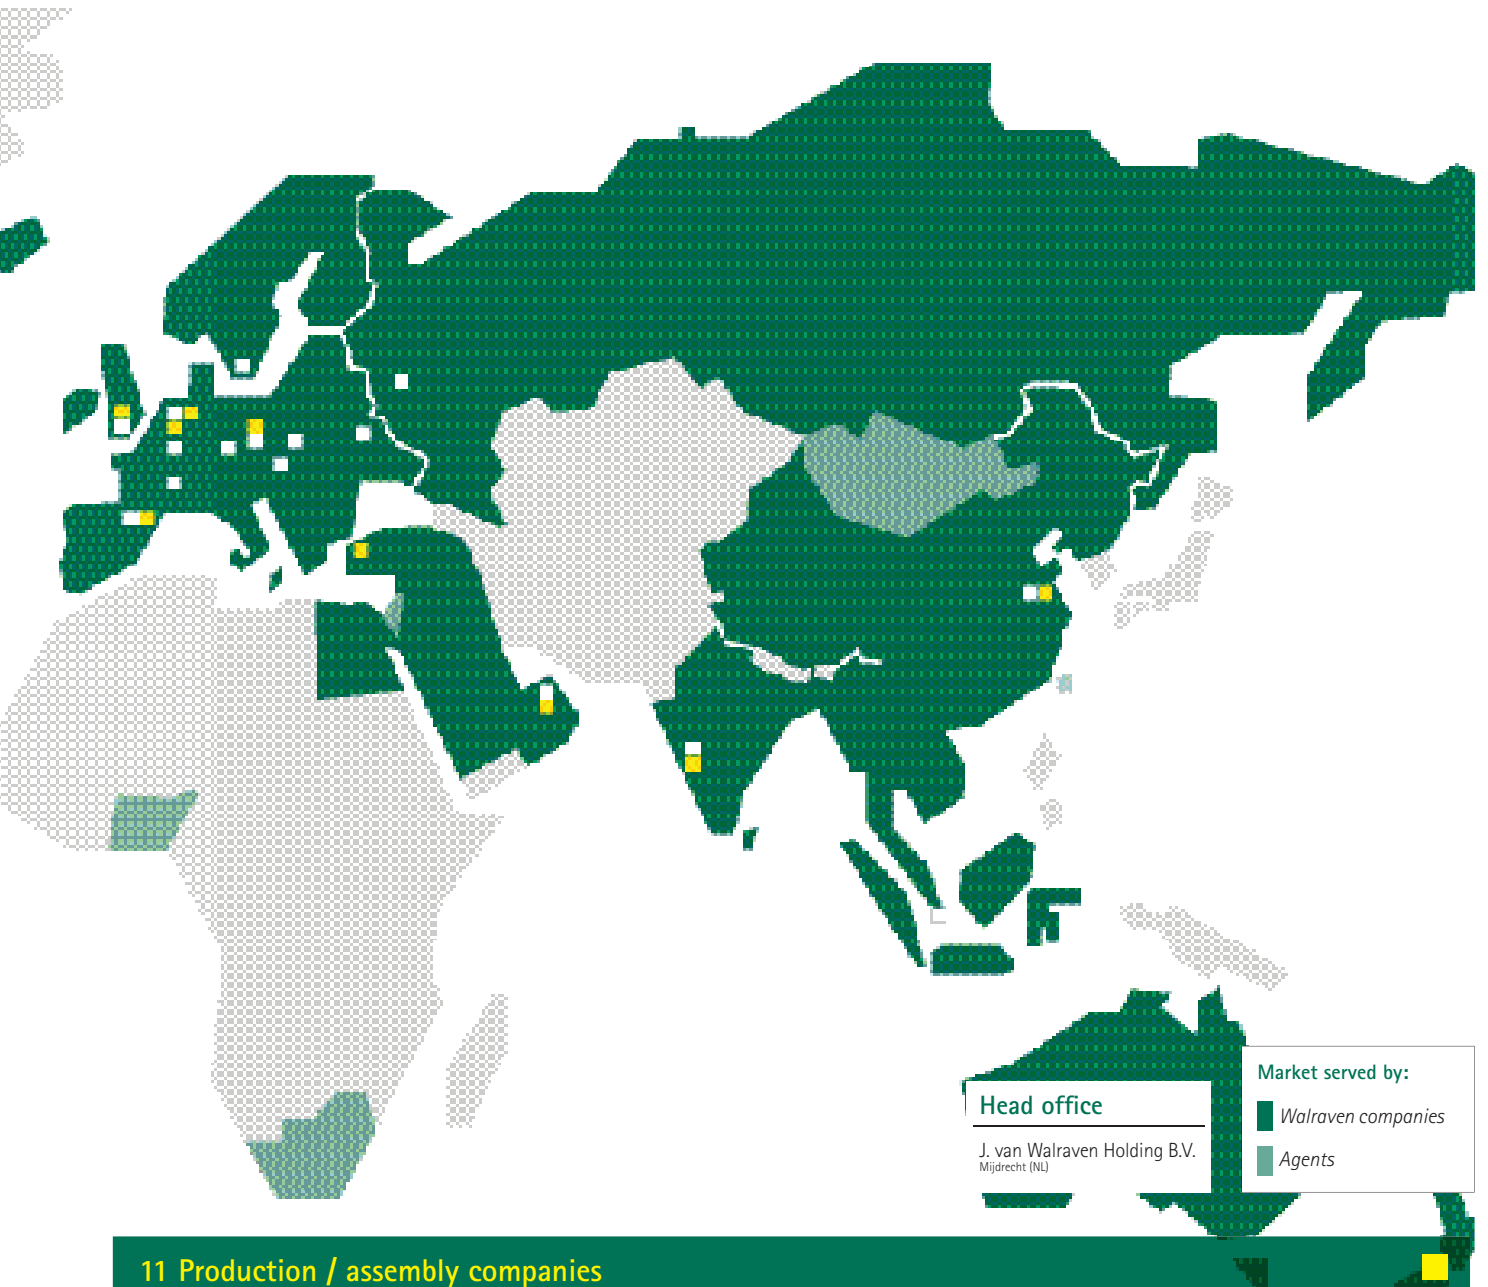 Market served by:
Walraven companies
Agents
Head office
J. van Walraven Holding B.V.
Mijdrecht (NL)
11 Production / assembly companies